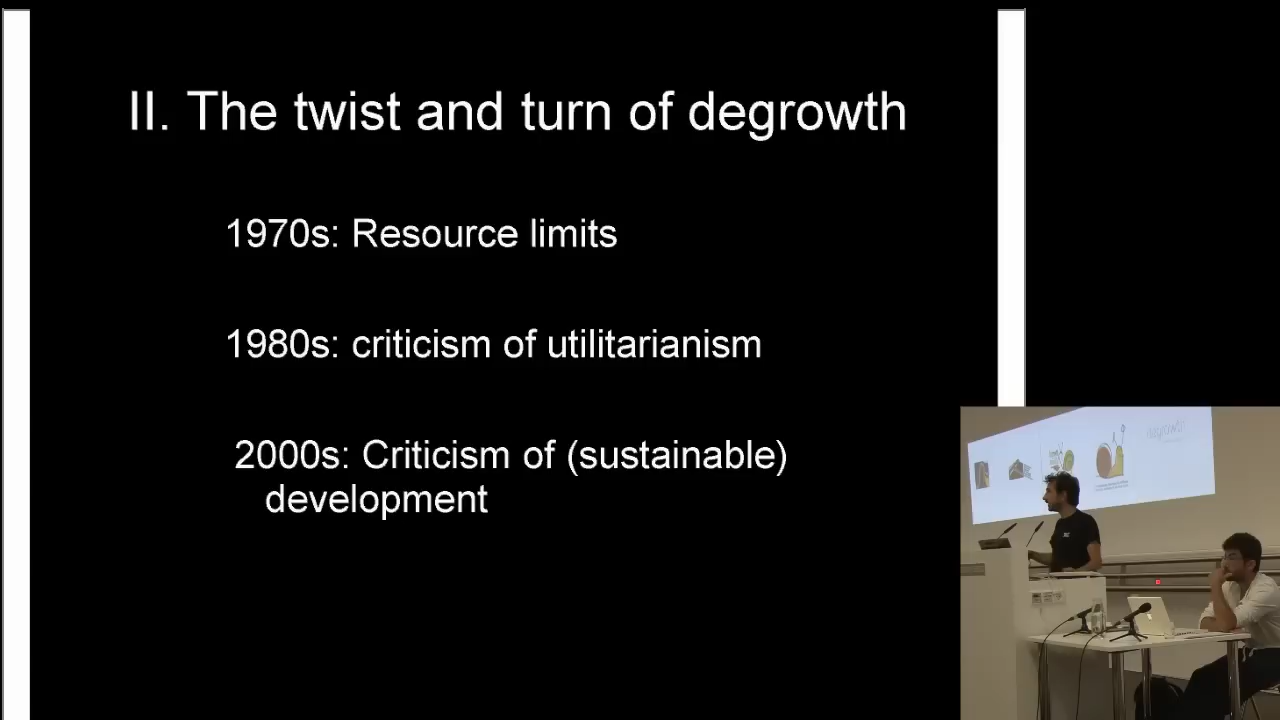 II. The twist and turn of degrowth
1970s: Resource limits
1980s: criticism of utilitarianism
2000s: Criticism of (sustainable)
development
degrowth